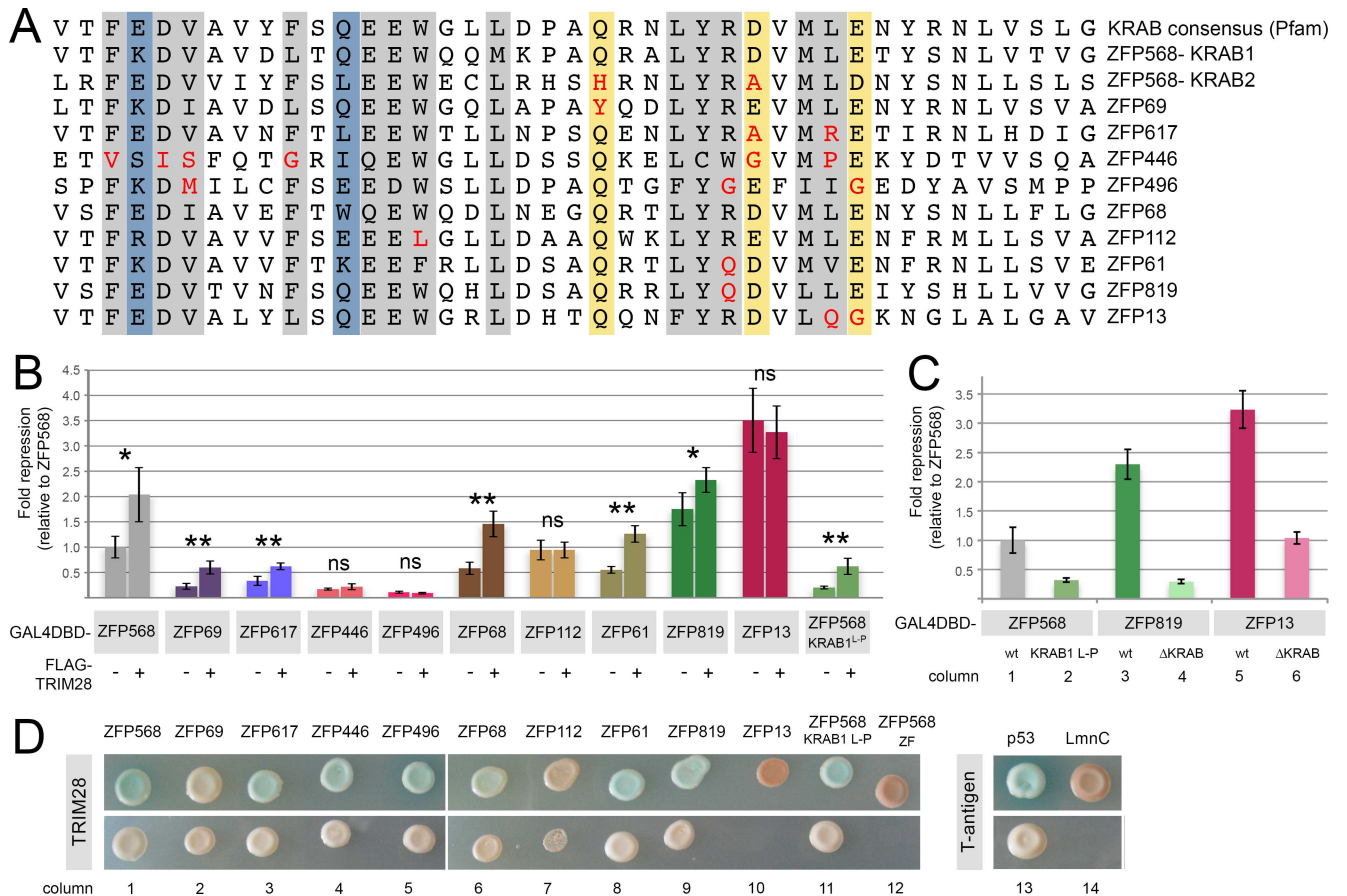 A
V T F E D V A V Y F S Q E E W G L L D P A Q R N L Y R D V M L E N Y R N L V S L G KRAB consensus (Pfam)
V T F K D V A V D L T Q E E W Q Q M K P A Q R A L Y R D V M L E T Y S N L V T V G ZFP568- KRAB1
L R F E D V V I Y F S L E E W E C L R H S H R N L Y R A V M L D N Y S N L L S L S ZFP568- KRAB2
L T F K D I A V D L S Q E E W G Q L A P A Y Q D L Y R E V M L E N Y R N L V S V G ZFP69
V T F E D V A V N F T L E E W T L L N P S Q E N L Y R A V M R E T I R N L H D I G ZFP617
E T V S I S F Q T G R I Q E W G L L D S S Q K E L C W G V M P E K Y D T V V S Q A ZFP446
S P F K D M I L C F S E E D W S L L D P A Q T G F Y G E F I I G E D Y A V S M P P ZFP496
V S F E D I A V E F T W Q E W Q D L N E G Q R T L Y R D V M L E N Y S N L L F L G ZFP68
V T F R D V A V V F S E E E L G L L D A A Q W K L Y R E V M L E N F R M L L S V A ZFP112
V T F K D V A V V F T K E E F R L L D S A Q R T L Y Q D V M V E N F R N L L S V E ZFP61
V S F E D V T V N F S Q E E W Q H L D S A Q R R L Y Q D V L L E I Y S H L L V V G ZFP819
V T F E D V A L Y L S Q E E W G R L D H T Q Q N F Y R D V L Q G K N G L A L G A V ZFP13
B
Fold repression
(relative to ZFP568)
4.5
4.0
3.5
3.0
2.5
2.0
1.5
1.0
0.5
* ** ** ns ns ** ns ** * ns **
GAL4DBD- ZFP568 ZFP69 ZFP617 ZFP446 ZFP496 ZFP68 ZFP112 ZFP61 ZFP819 ZFP13 ZFP568
KRAB1 L-P
FLAG-
TRIM28
- + - + - + - + - + - + - + - + - + - + - +
C
Fold repression
(relative to ZFP568)
3.5
3.0
2.5
2.0
1.5
1.0
0.5
GAL4DBD- ZFP568 ZFP819 ZFP13
wt KRAB1 L-P wt ΔKRAB wt ΔKRAB
column 1 2 3 4 5 6
D
ZFP568 ZFP69 ZFP617 ZFP446 ZFP496 ZFP68 ZFP112 ZFP61 ZFP819 ZFP13 ZFP568
KRAB1 L-P
ZFP568
ZF
p53 LmnC
TRIM28
T-antigen
column 1 2 3 4 5 6 7 8 9 10 11 12 13 14